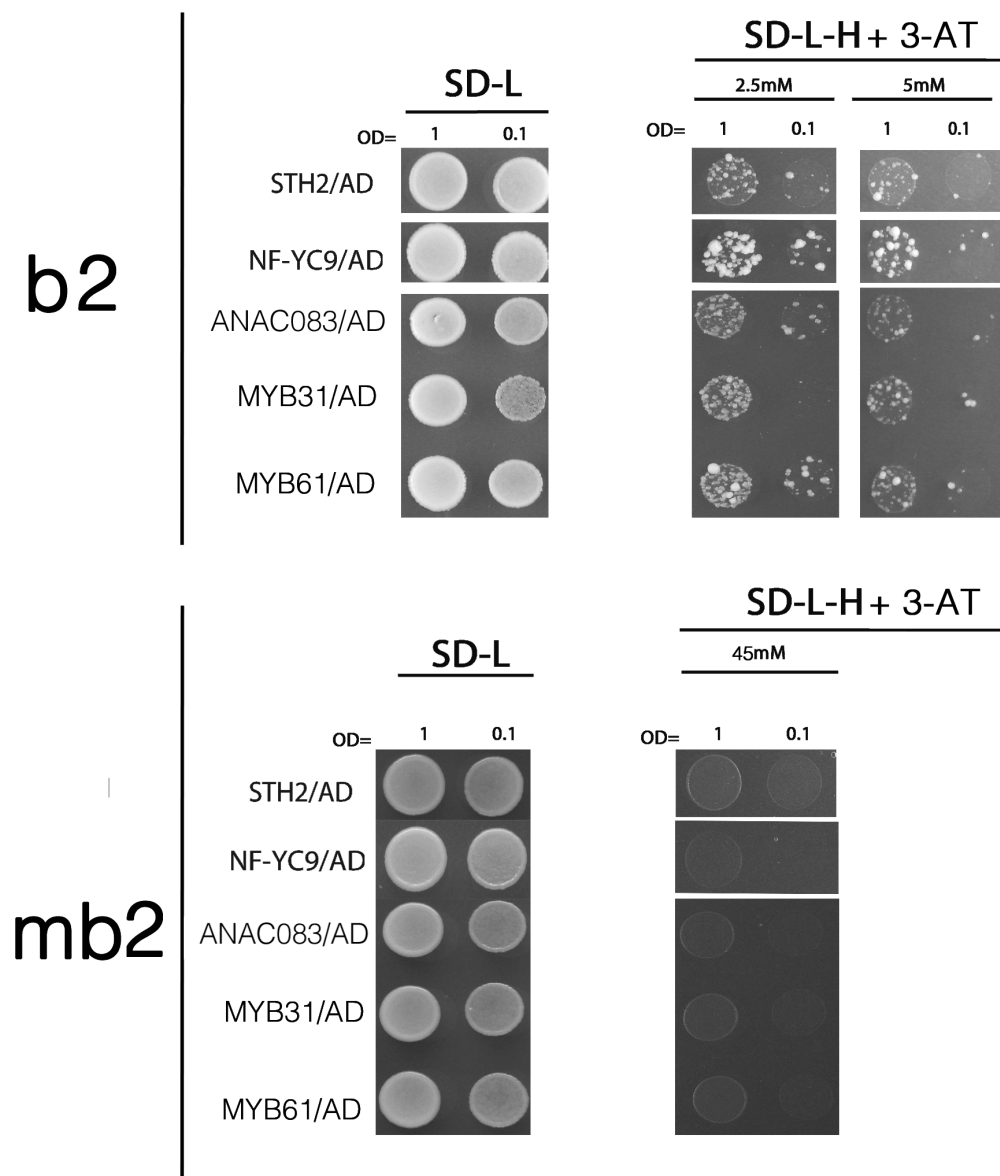 SD-L-H + 3-AT
SD-L
2.5mM 5mM
OD= 1 0.1 OD= 1 0.1 1 0.1
b2
STH2/AD
NF-YC9/AD
ANAC083/AD
MYB31/AD
MYB61/AD
SD-L-H + 3-AT
SD-L
45mM
OD= 1 0.1 OD= 1 0.1
mb2
STH2/AD
NF-YC9/AD
ANAC083/AD
MYB31/AD
MYB61/AD